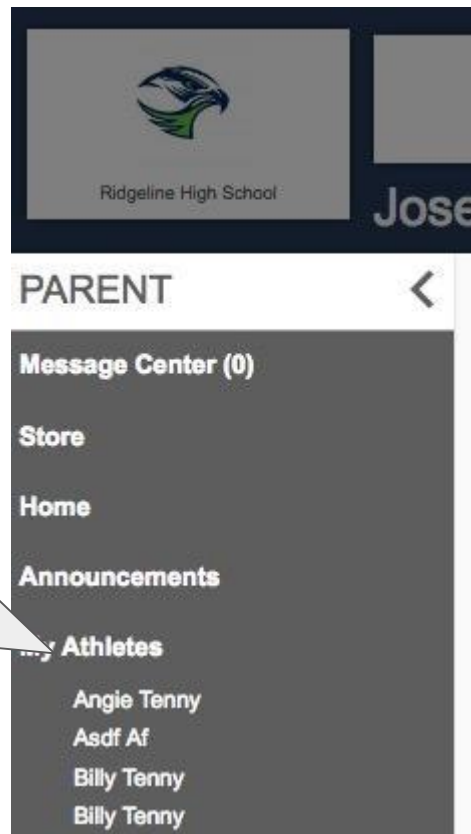 Ridgeline High School
Jose
PARENT
Message Center (0)
Store
Home
Announcements
My Athletes
Angie Tenny
Asdf Af
Billy Tenny
Billy Tenny